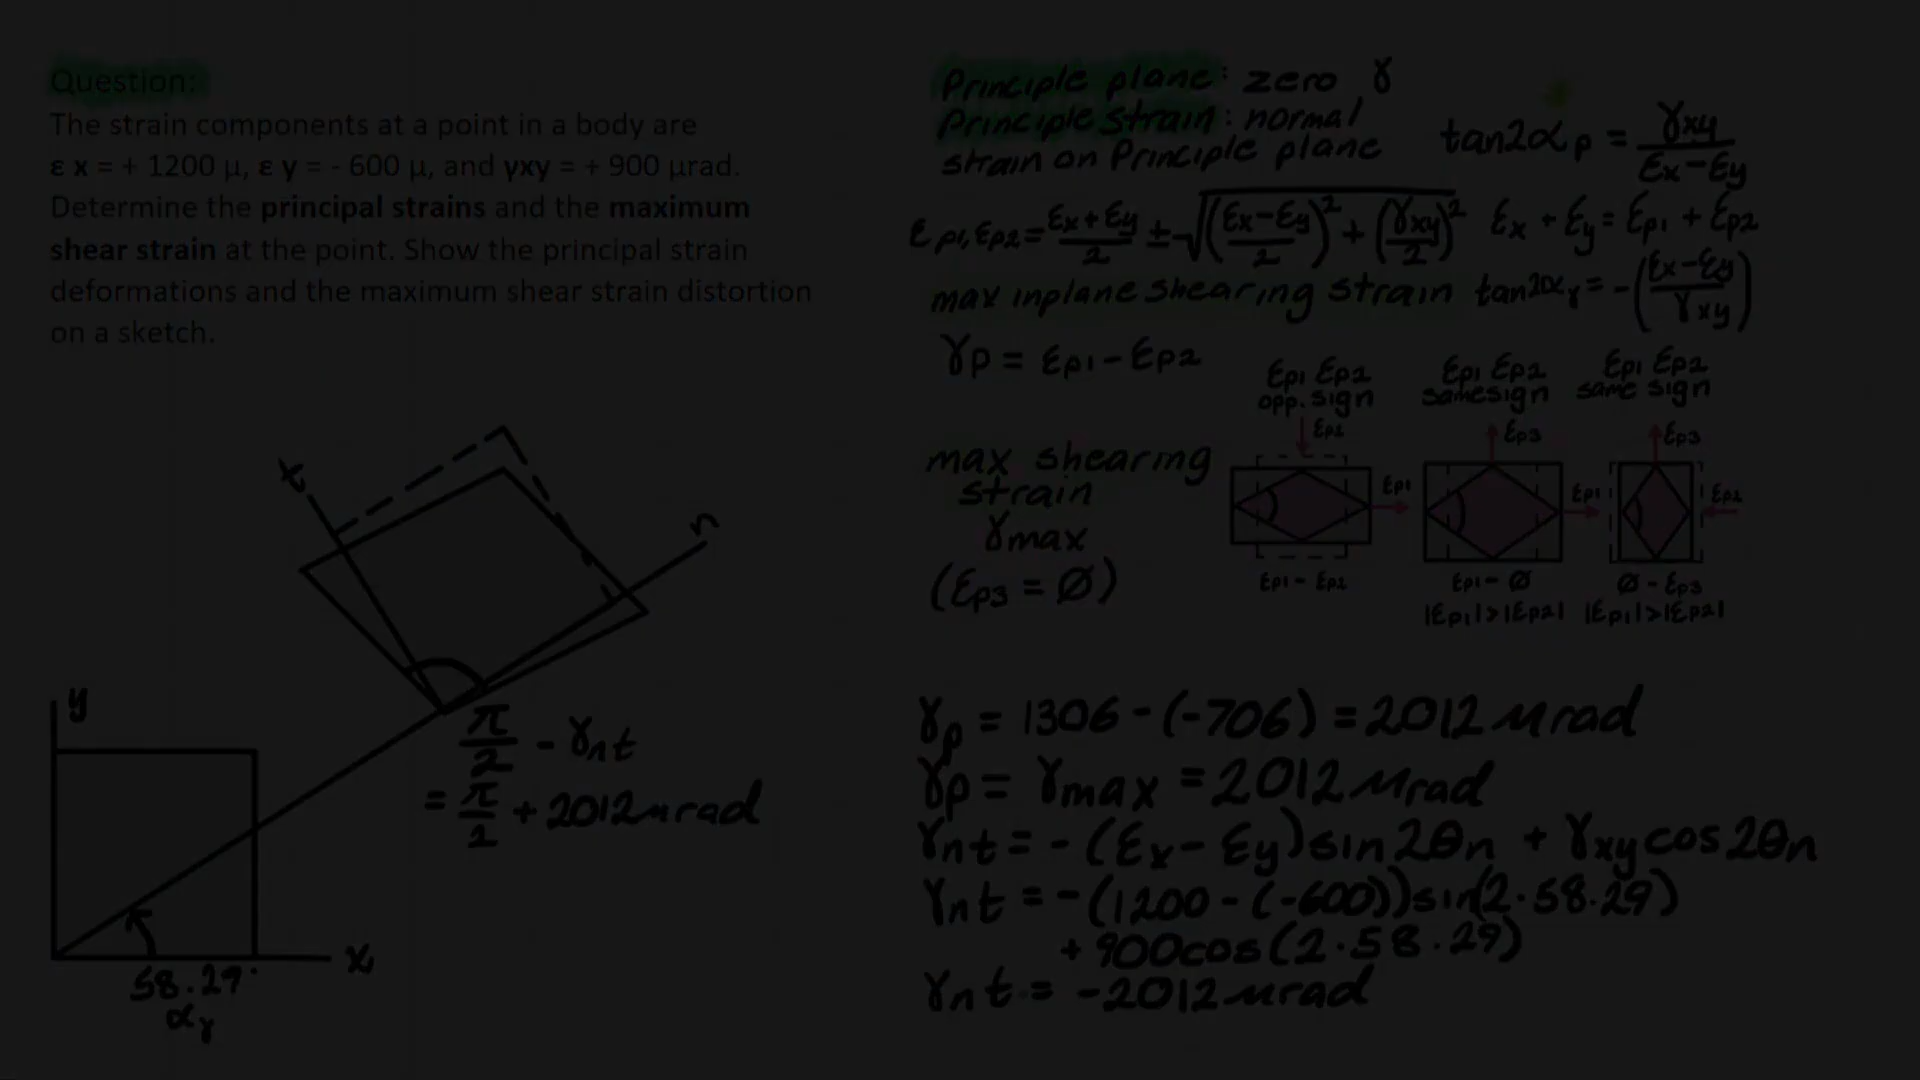 Question:
The strain components at a point in a body are
ε x = + 1200 μ, ε y = - 600 μ, and γxy = + 900 μrad.
Determine the principal strains and the maximum
shear strain at the point. Show the principal strain
deformations and the maximum shear strain distortion
on a sketch.
t
n
y
π/2 - γnt
= π/2 + 2012 μrad
x
58.29°
αγ
Principle plane: zero γ
Principle strain: normal
strain on Principle plane
tan2αp = γxy/(εx-εy)
εp1, εp2 = (εx+εy)/2 ± √(((εx-εy)/2)² + (γxy/2)²)
εx + εy = εp1 + εp2
max inplane shearing strain
tan2αγ = -((εx-εy)/γxy)
γp = εp1 - εp2
max shearing
strain
γmax
(εp3 = Ø)
εp1 εp2
opp. sign
εp2
εp1
εp1 - εp2
εp1 εp2
same sign
εp3
εp1
εp1 - Ø
|εp1|>|εp2|
εp1 εp2
same sign
εp3
εp2
Ø - εp3
|εp1|>|εp2|
γp = 1306 - (-706) = 2012 μrad
γp = γmax = 2012 μrad
γnt = - (εx - εy)sin2θn + γxycos2θn
γnt = -(1200 - (-600))sin(2·58.29)
+ 900cos(2·58.29)
γnt = -2012 μrad